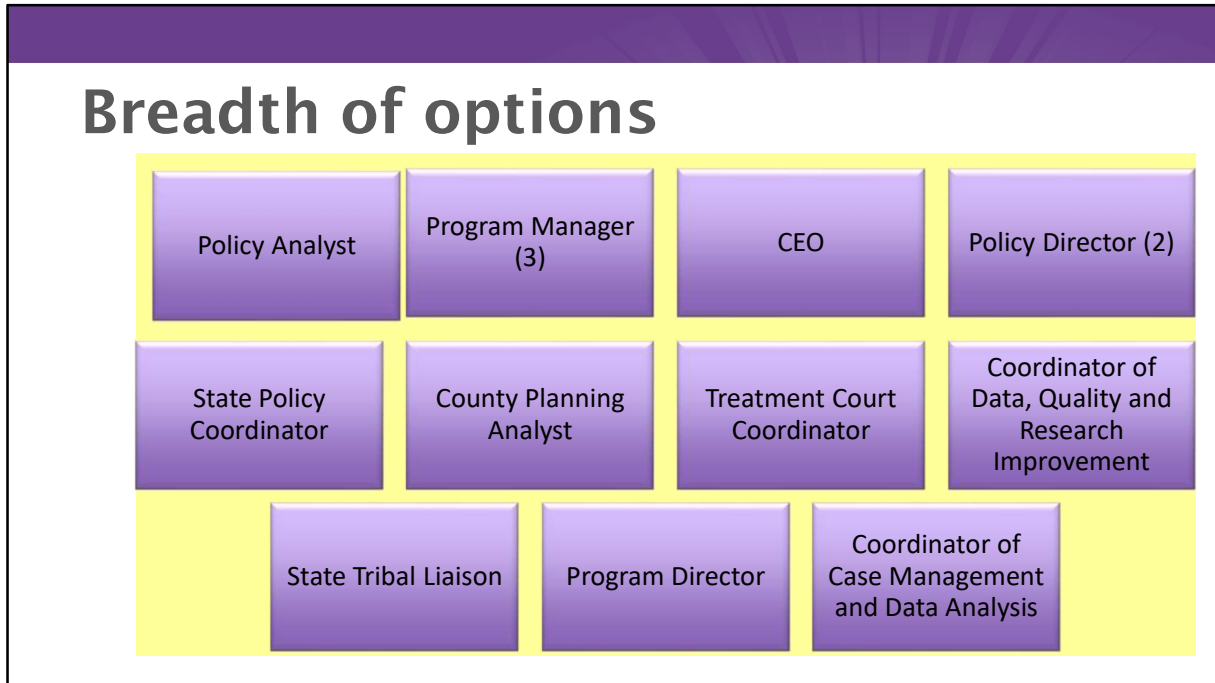 Breadth of options
Policy Analyst
Program Manager
(3)
CEO
Policy Director (2)
State Policy
Coordinator
County Planning
Analyst
Treatment Court
Coordinator
Coordinator of
Data, Quality and
Research
Improvement
State Tribal Liaison
Program Director
Coordinator of
Case Management
and Data Analysis